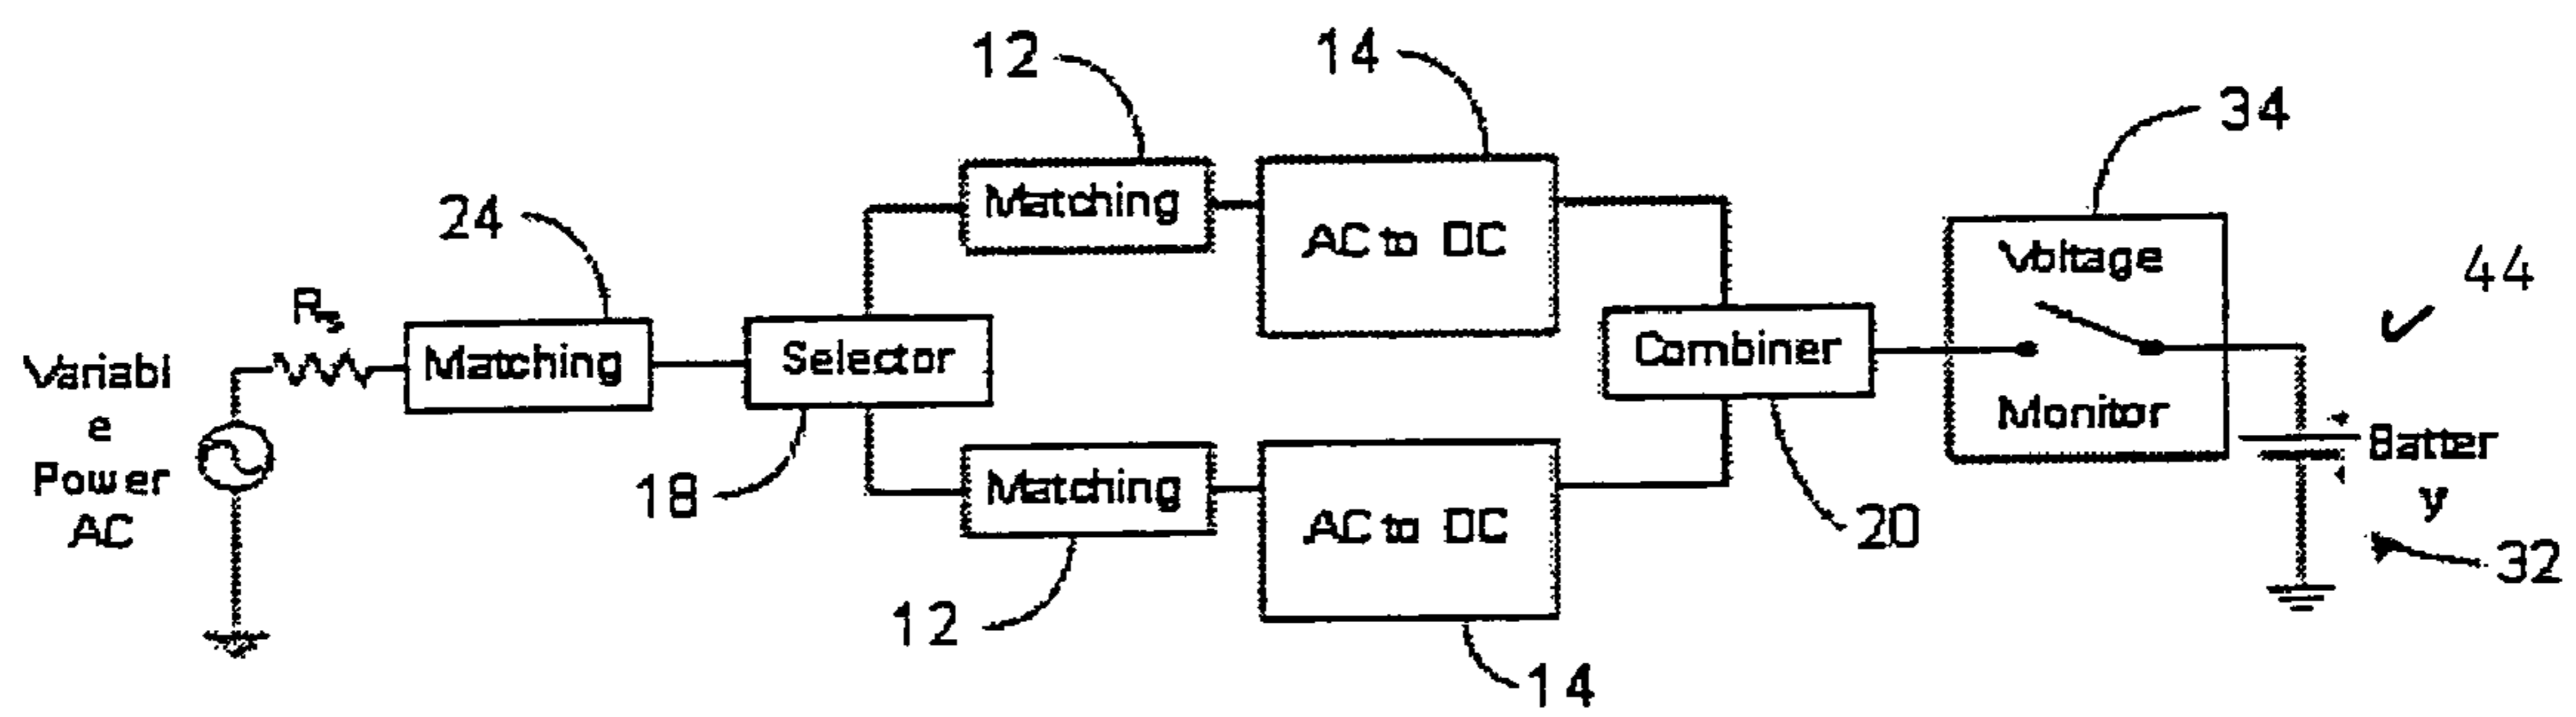 12
14
34
24
Matching
AC to DC
Voltage
44
Rs
Variabl
e
Power
AC
Matching
Selector
Combiner
Monitor
Batter
y
18
Matching
AC to DC
20
32
12
14
+
-